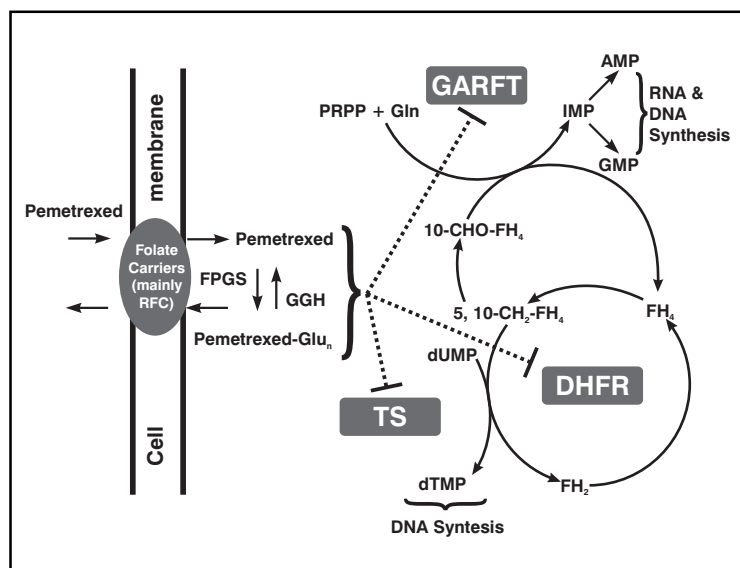 Cell membrane
Pemetrexed
Folate
Carriers
(mainly
RFC)
Pemetrexed
FPGS
GGH
Pemetrexed-Gluₙ
GARFT
PRPP + Gln
IMP
AMP
GMP
RNA &
DNA
Synthesis
10-CHO-FH₄
5, 10-CH₂-FH₄
FH₄
dUMP
DHFR
TS
dTMP
FH₂
DNA Syntesis